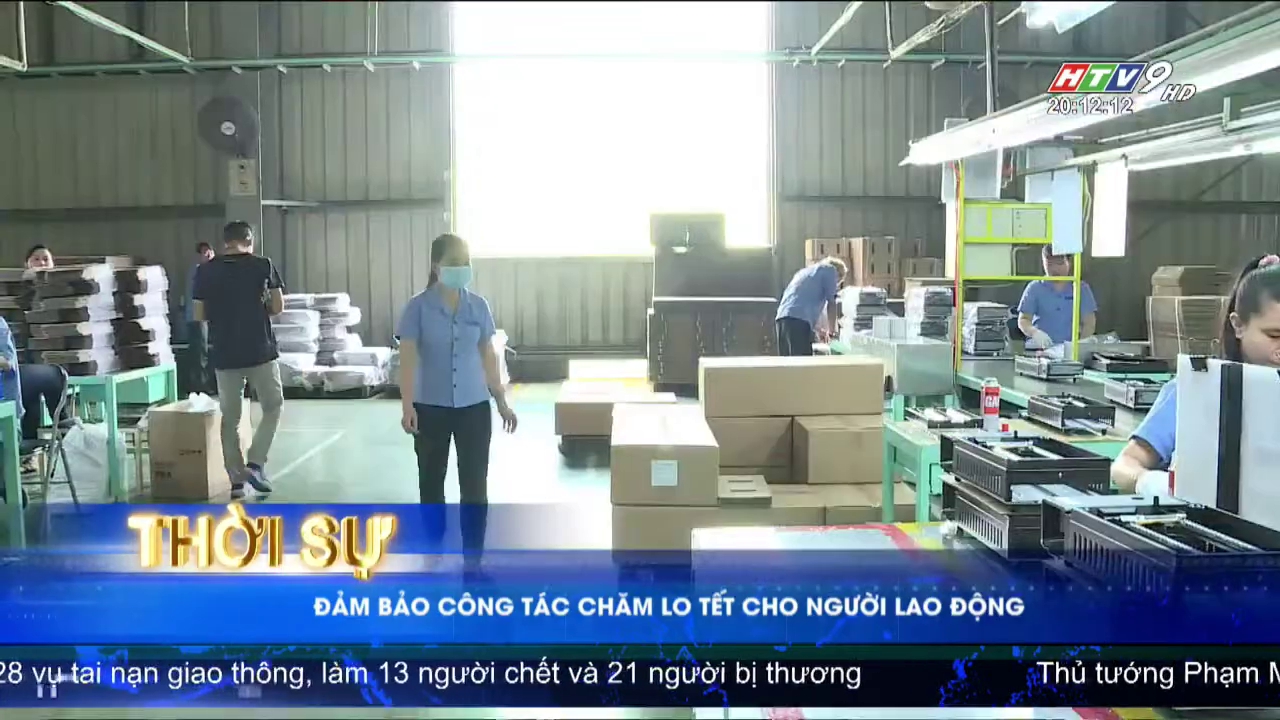 HTV9 HD
20:12:12
THỜI SỰ
ĐẢM BẢO CÔNG TÁC CHĂM LO TẾT CHO NGƯỜI LAO ĐỘNG
28 vụ tai nạn giao thông, làm 13 người chết và 21 người bị thương Thủ tướng Phạm M